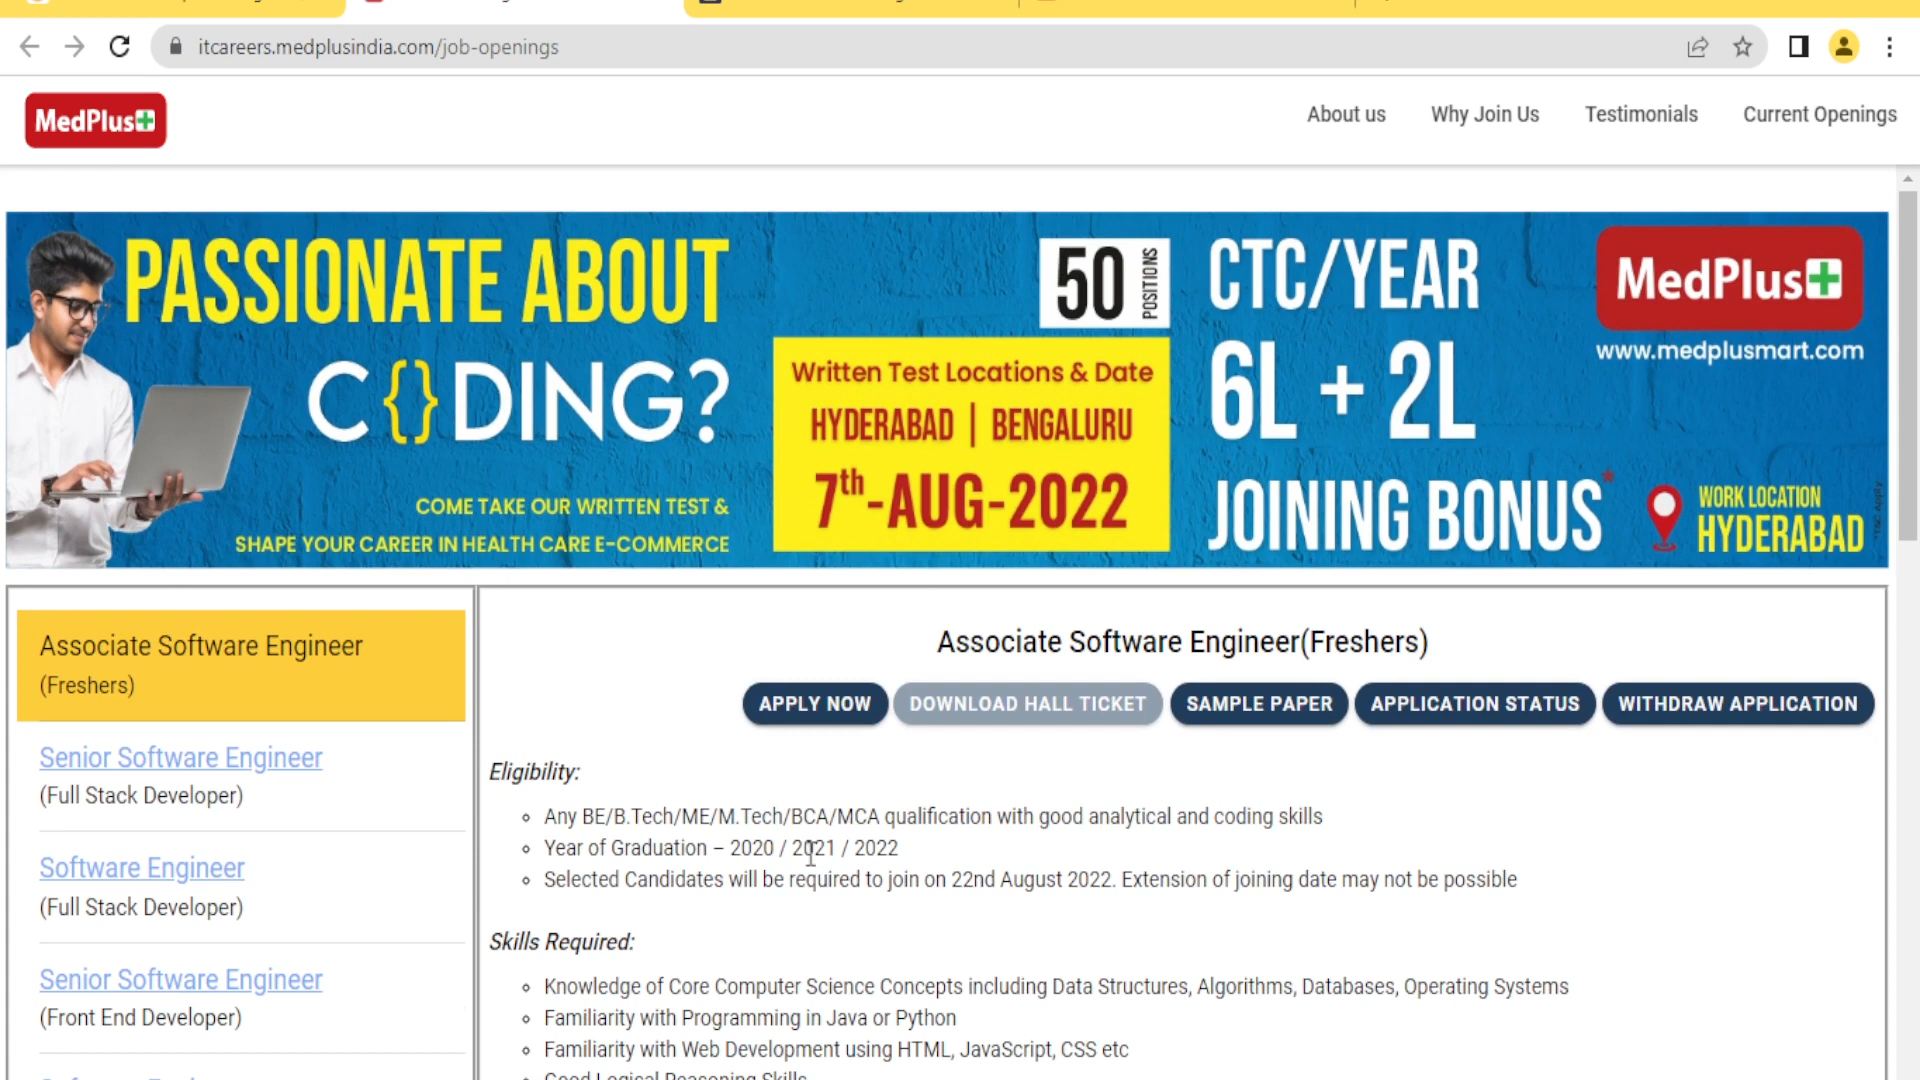 itcareers.medplusindia.com/job-openings
MedPlus
About us
Why Join Us
Testimonials
Current Openings
PASSIONATE ABOUT
C{}DING?
COME TAKE OUR WRITTEN TEST &
SHAPE YOUR CAREER IN HEALTH CARE E-COMMERCE
50 POSITIONS
Written Test Locations & Date
HYDERABAD | BENGALURU
7th-AUG-2022
CTC/YEAR
6L + 2L
JOINING BONUS*
MedPlus
www.medplusmart.com
WORK LOCATION
HYDERABAD
Associate Software Engineer
(Freshers)
Senior Software Engineer
(Full Stack Developer)
Software Engineer
(Full Stack Developer)
Senior Software Engineer
(Front End Developer)
Associate Software Engineer(Freshers)
APPLY NOW
DOWNLOAD HALL TICKET
SAMPLE PAPER
APPLICATION STATUS
WITHDRAW APPLICATION
Eligibility:
Any BE/B.Tech/ME/M.Tech/BCA/MCA qualification with good analytical and coding skills
Year of Graduation – 2020 / 2021 / 2022
Selected Candidates will be required to join on 22nd August 2022. Extension of joining date may not be possible
Skills Required:
Knowledge of Core Computer Science Concepts including Data Structures, Algorithms, Databases, Operating Systems
Familiarity with Programming in Java or Python
Familiarity with Web Development using HTML, JavaScript, CSS etc
Good Logical Reasoning Skills